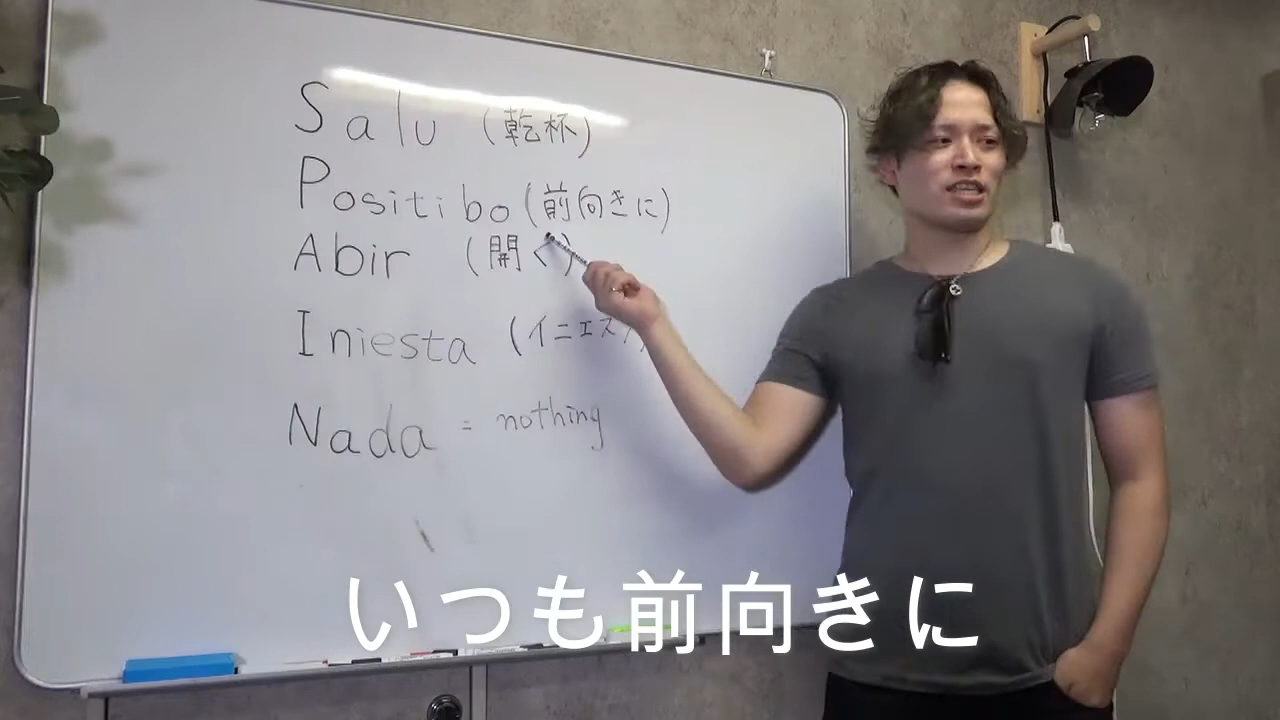 Salu (乾杯)
Positibo (前向きに)
Abir (開く)
Iniesta (イニエスタ)
Nada = nothing
いつも前向きに